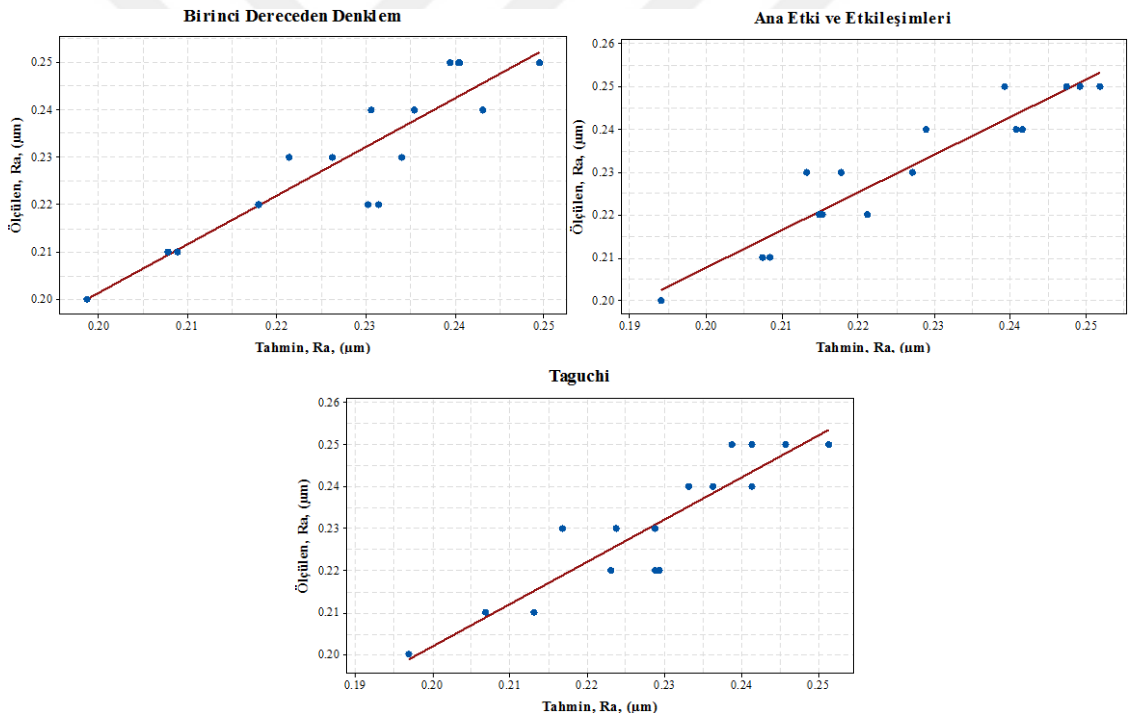 Birinci Dereceden Denklem
Ölçülen, Ra, (µm)
0.25
0.24
0.23
0.22
0.21
0.20
0.20 0.21 0.22 0.23 0.24 0.25
Tahmin, Ra, (µm)
Ana Etki ve Etkileşimleri
Ölçülen, Ra, (µm)
0.26
0.25
0.24
0.23
0.22
0.21
0.20
0.19 0.20 0.21 0.22 0.23 0.24 0.25
Tahmin, Ra, (µm)
Taguchi
Ölçülen, Ra, (µm)
0.26
0.25
0.24
0.23
0.22
0.21
0.20
0.19 0.20 0.21 0.22 0.23 0.24 0.25
Tahmin, Ra, (µm)